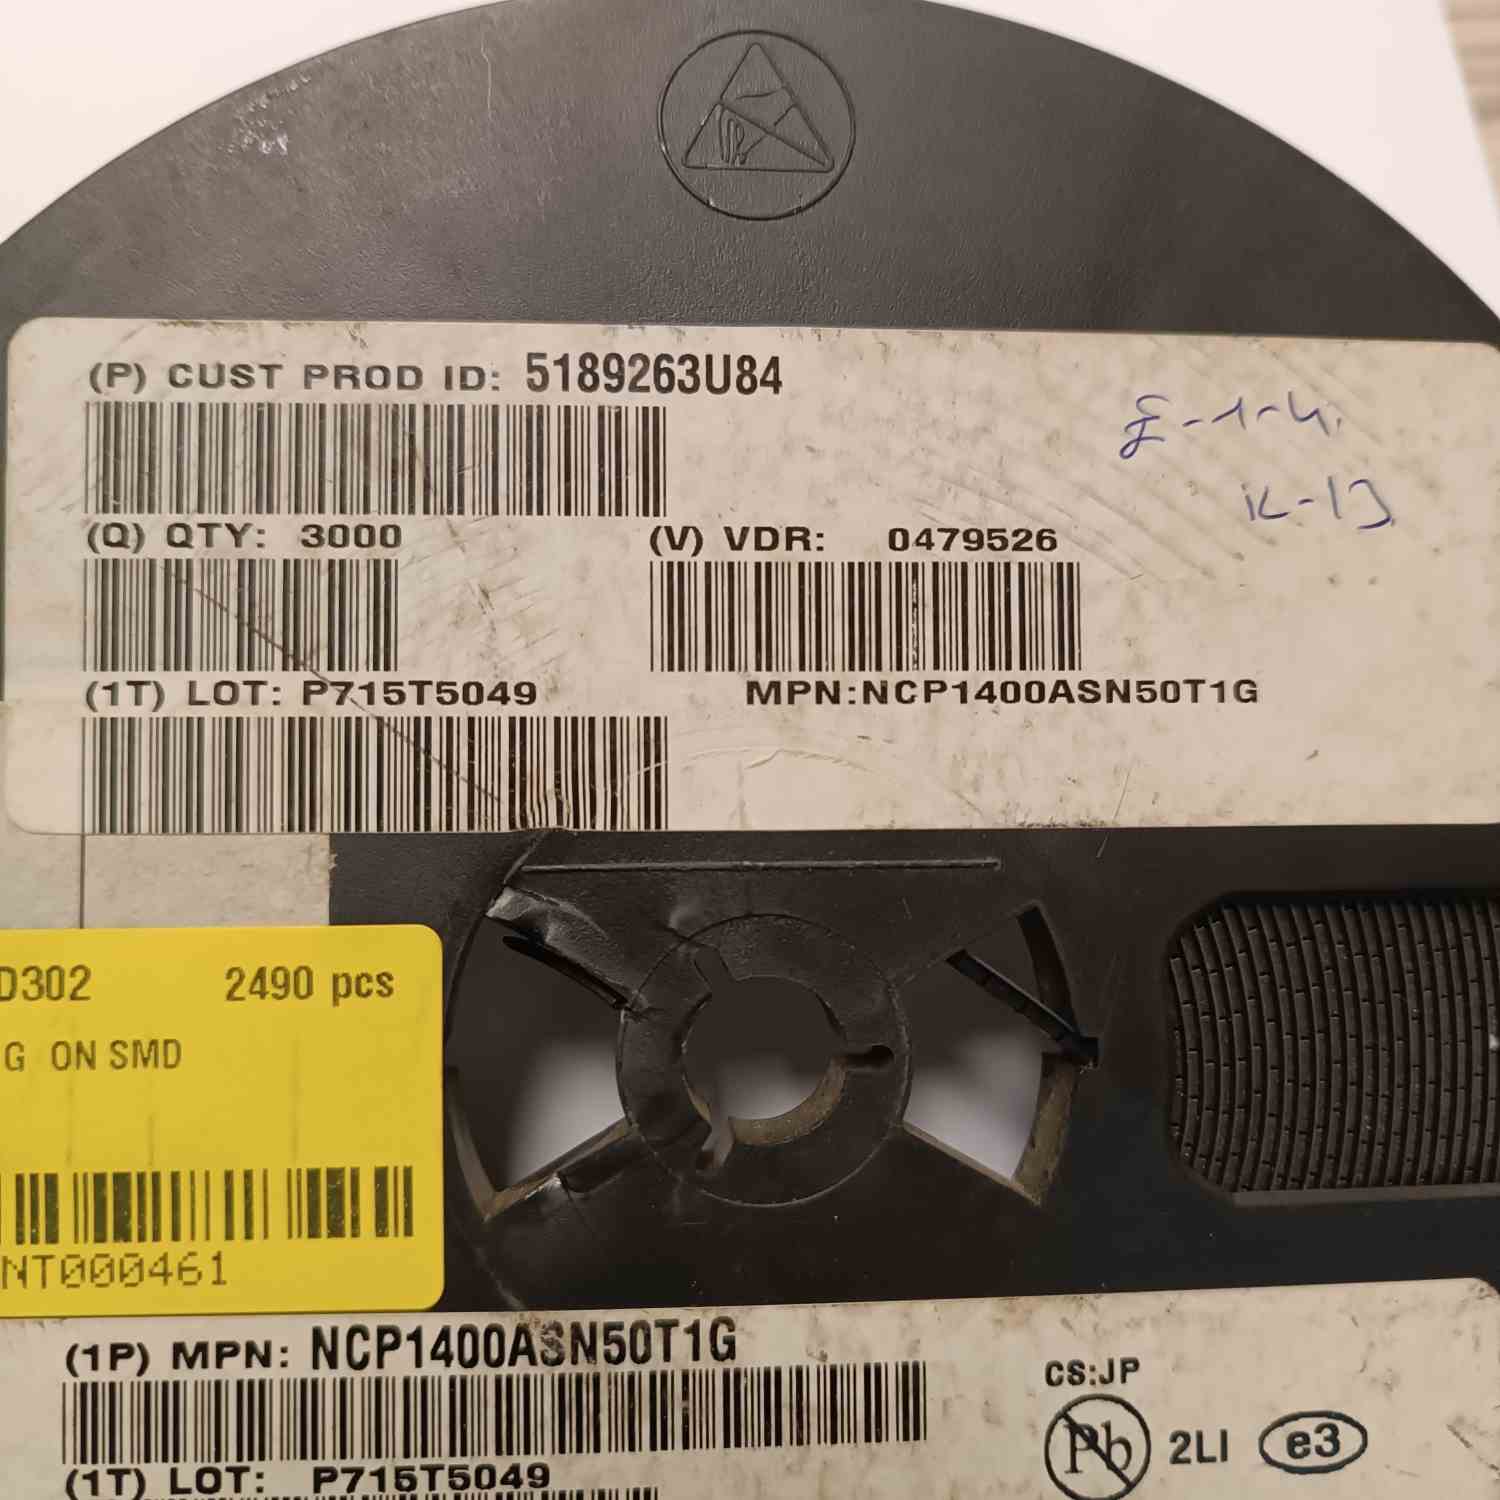 (P) CUST PROD ID: 5189263U84
(Q) QTY: 3000
(V) VDR: 0479526
(1T) LOT: P715T5049
MPN:NCP1400ASN50T1G
K-13
D302 2490 pcs
G ON SMD
NT000461
(1P) MPN: NCP1400ASN50T1G
(1T) LOT: P715T5049
CS:JP
Pb 2LI e3